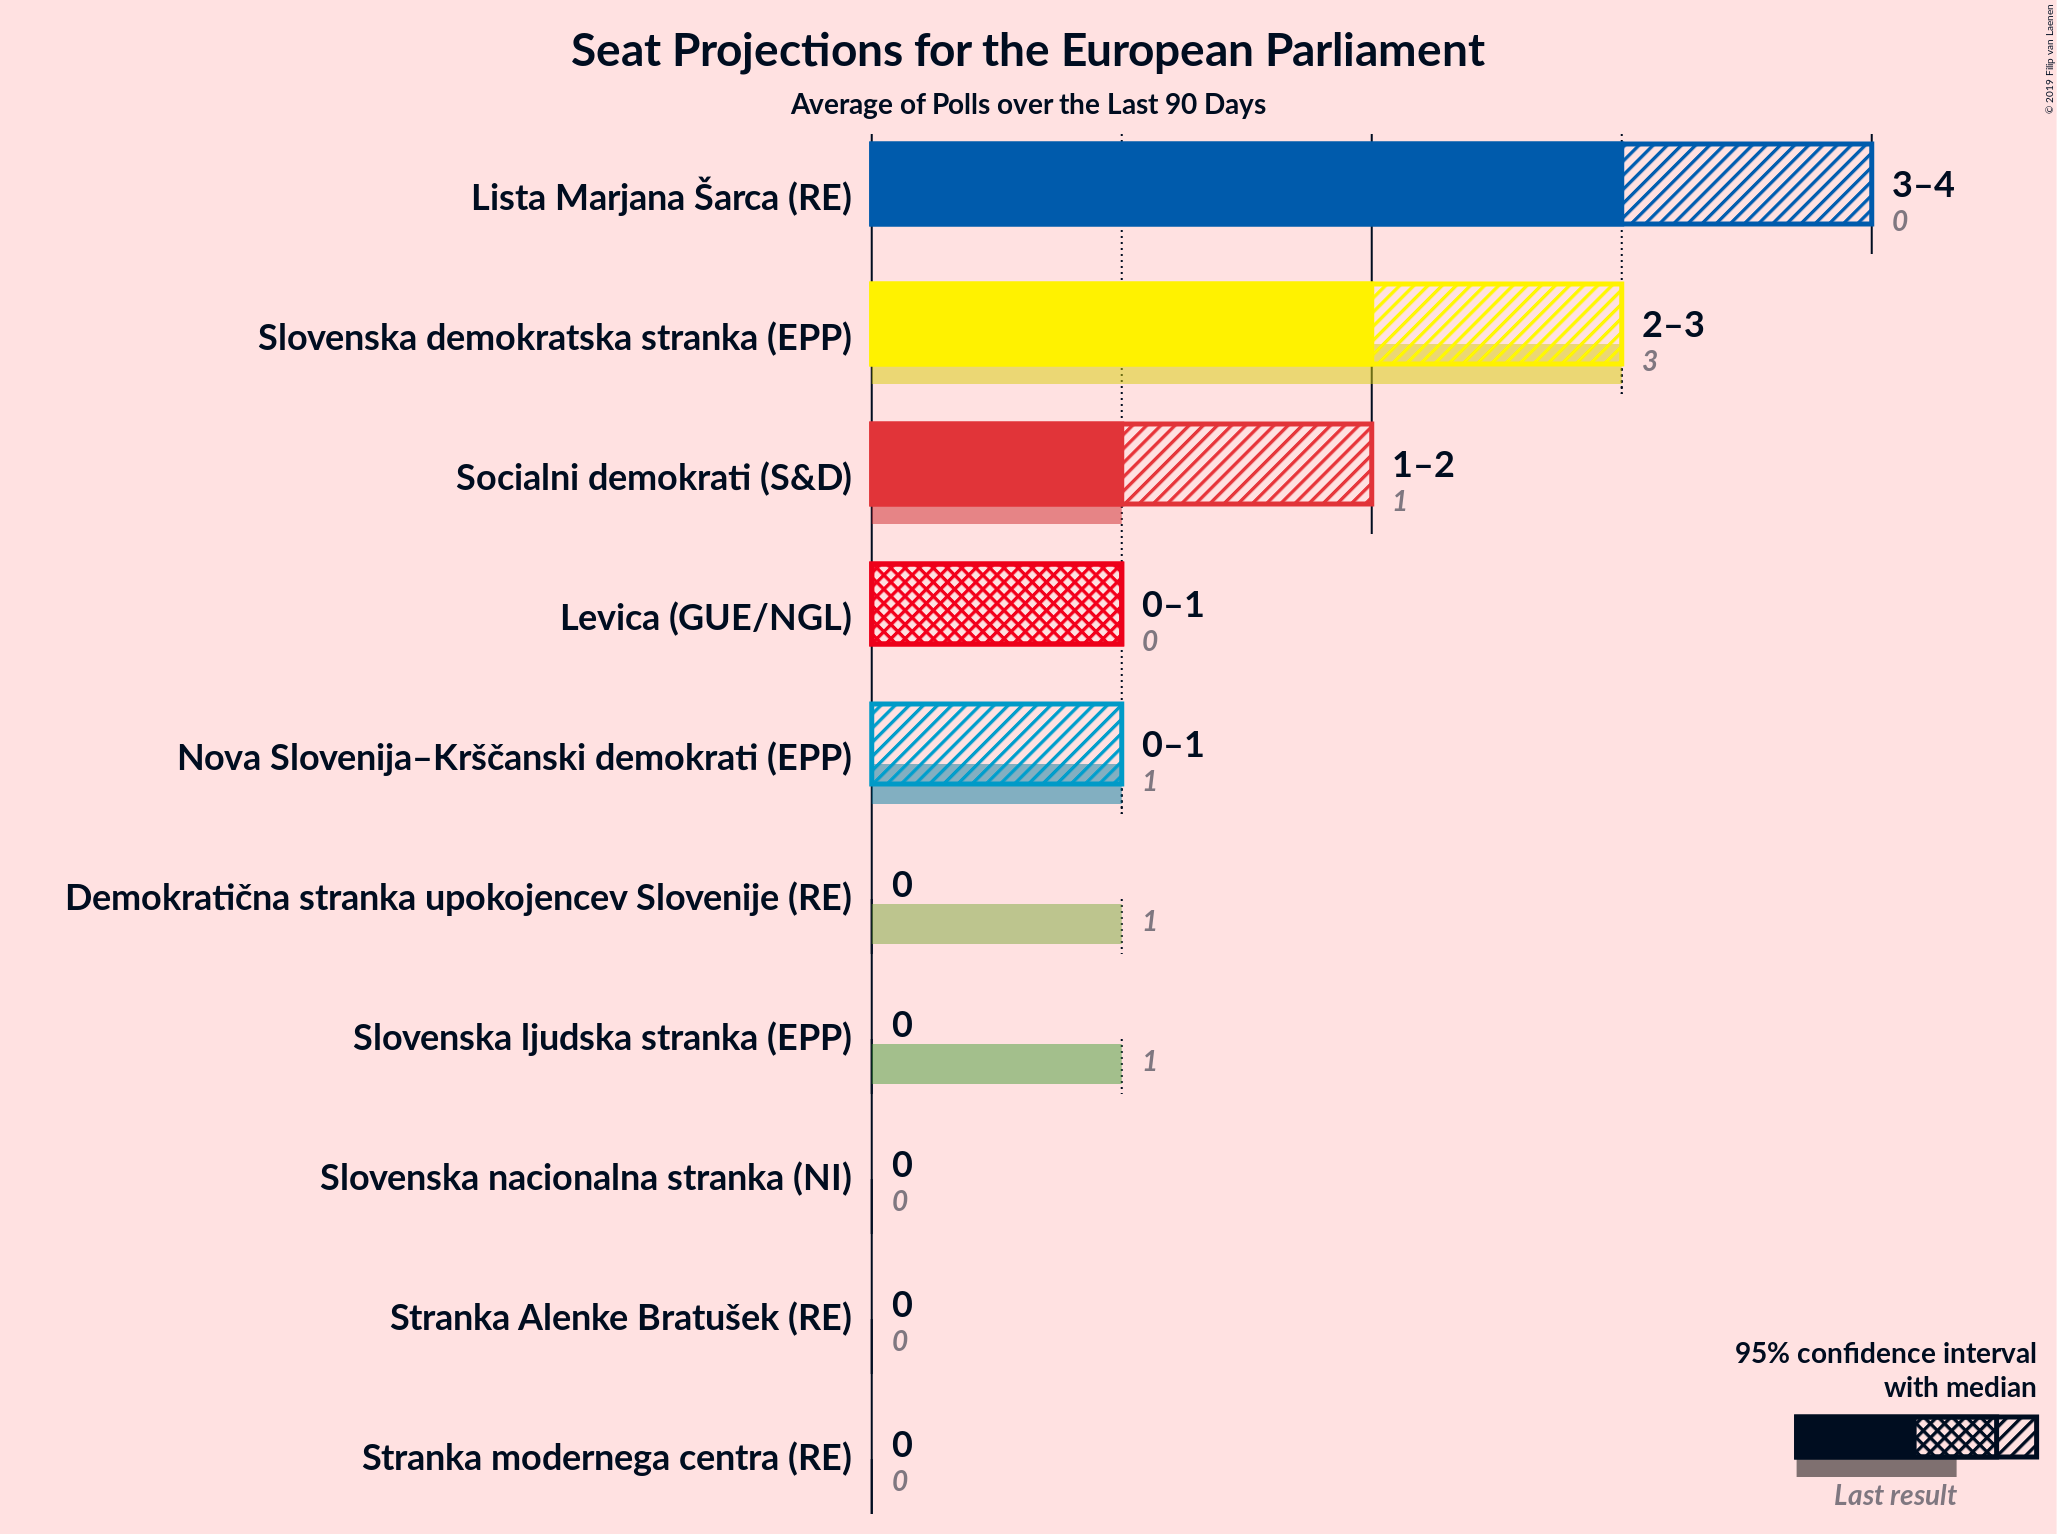 Seat Projections for the European Parliament
Average of Polls over the Last 90 Days
© 2019 Filip van Laenen
Lista Marjana Šarca (RE)
3–4
0
Slovenska demokratska stranka (EPP)
2–3
3
Socialni demokrati (S&D)
1–2
1
Levica (GUE/NGL)
0–1
0
Nova Slovenija–Krščanski demokrati (EPP)
0–1
1
Demokratična stranka upokojencev Slovenije (RE)
0
1
Slovenska ljudska stranka (EPP)
0
1
Slovenska nacionalna stranka (NI)
0
0
Stranka Alenke Bratušek (RE)
0
0
Stranka modernega centra (RE)
0
0
95% confidence interval
with median
Last result